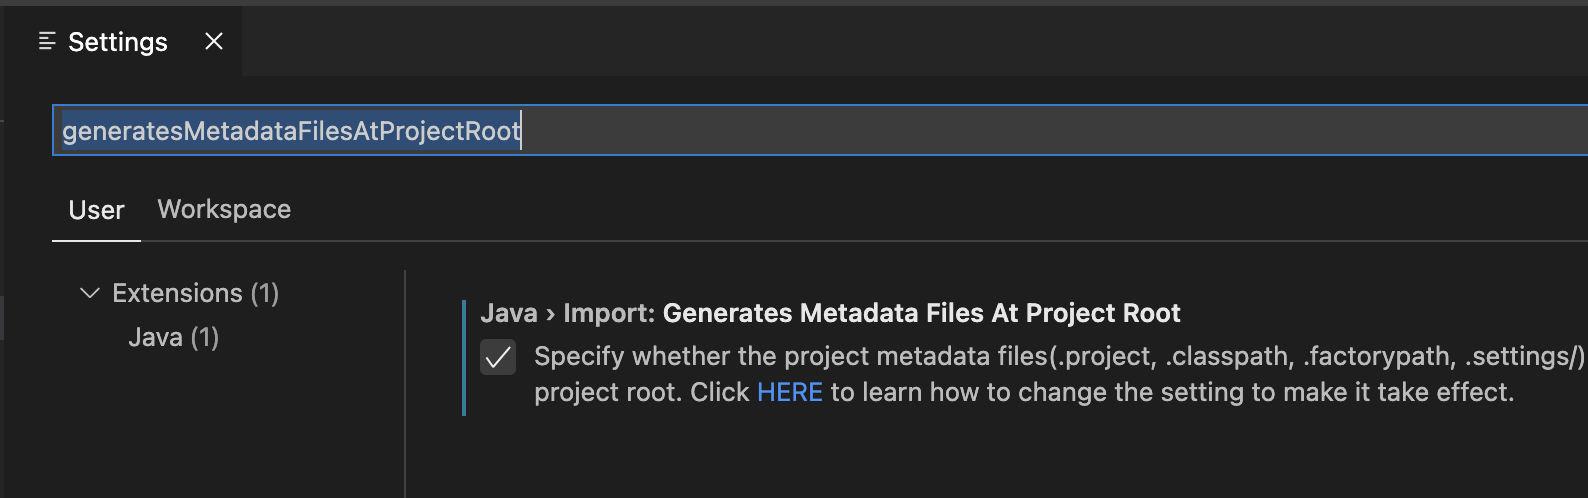 Settings
generatesMetadataFilesAtProjectRoot
User Workspace
Extensions (1)
Java (1)
Java › Import: Generates Metadata Files At Project Root
Specify whether the project metadata files(.project, .classpath, .factorypath, .settings/)
project root. Click HERE to learn how to change the setting to make it take effect.